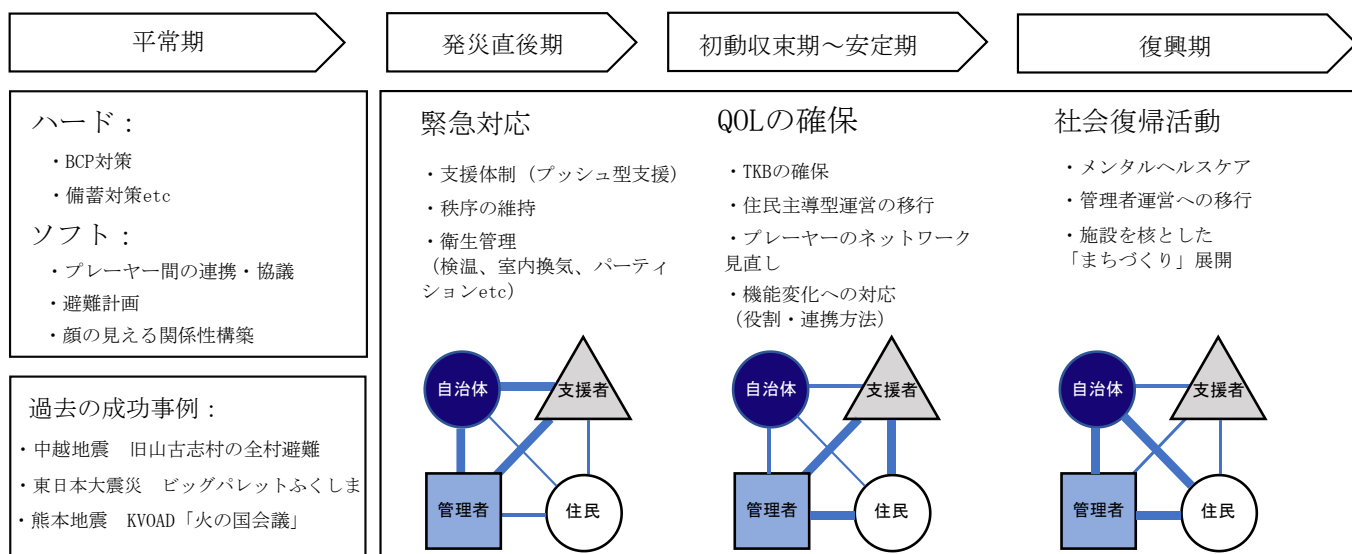 平常期
発災直後期
初動収束期～安定期
復興期
ハード：
・BCP対策
・備蓄対策etc
ソフト：
・プレーヤー間の連携・協議
・避難計画
・顔の見える関係性構築
過去の成功事例：
・中越地震　旧山古志村の全村避難
・東日本大震災　ビッグパレットふくしま
・熊本地震　KVOAD「火の国会議」
緊急対応
・支援体制（プッシュ型支援）
・秩序の維持
・衛生管理
（検温、室内換気、パーティ
ションetc）
自治体
支援者
管理者
住民
QOLの確保
・TKBの確保
・住民主導型運営の移行
・プレーヤーのネットワーク
見直し
・機能変化への対応
（役割・連携方法）
自治体
支援者
管理者
住民
社会復帰活動
・メンタルヘルスケア
・管理者運営への移行
・施設を核とした
「まちづくり」展開
自治体
支援者
管理者
住民